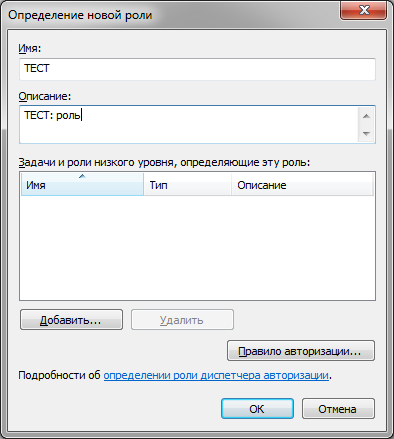 Определение новой роли
Имя:
ТЕСТ
Описание:
ТЕСТ: роль
Задачи и роли низкого уровня, определяющие эту роль:
Имя Тип Описание
Добавить... Удалить
Правило авторизации...
Подробности об определении роли диспетчера авторизации.
OK Отмена